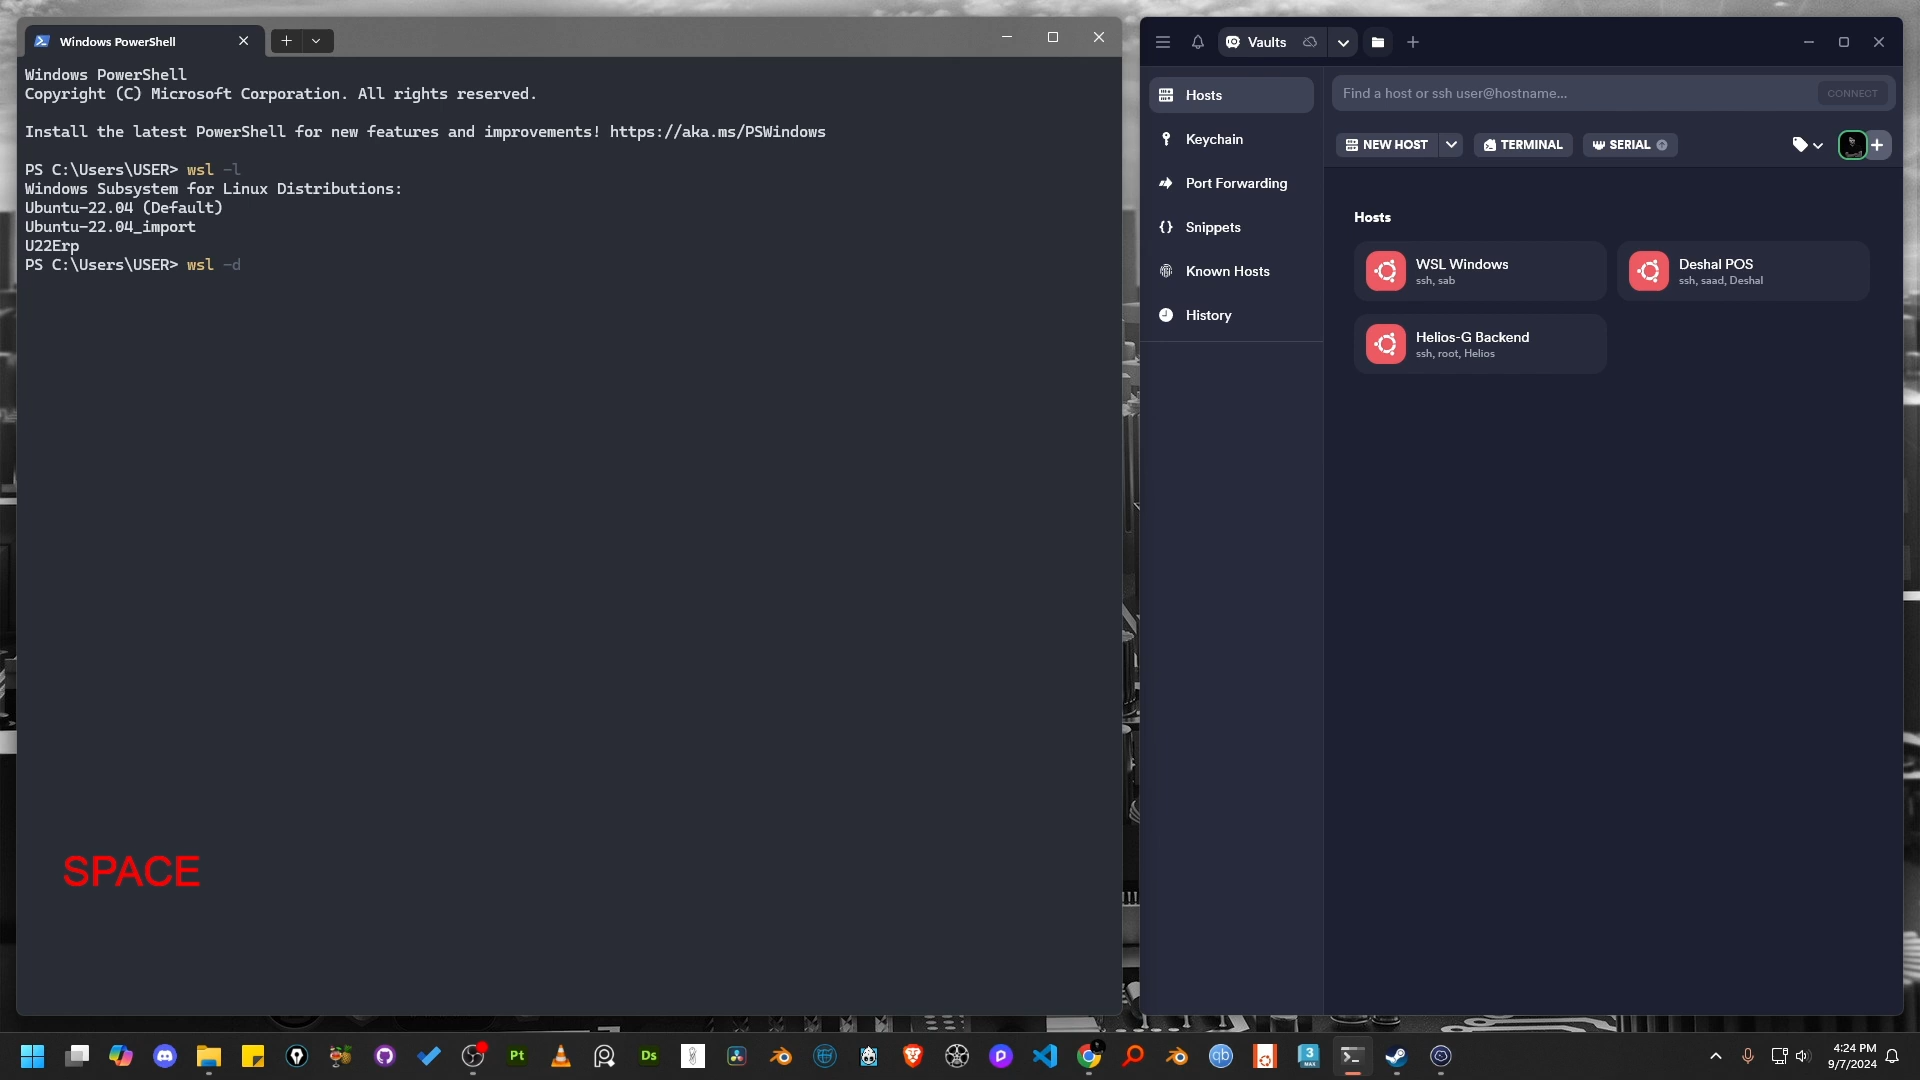 Windows PowerShell
Windows PowerShell
Copyright (C) Microsoft Corporation. All rights reserved.
Install the latest PowerShell for new features and improvements! https://aka.ms/PSWindows
PS C:\Users\USER> wsl -l
Windows Subsystem for Linux Distributions:
Ubuntu-22.04 (Default)
Ubuntu-22.04_import
U22Erp
PS C:\Users\USER> wsl -d
SPACE
Vaults
Hosts
Keychain
Port Forwarding
Snippets
Known Hosts
History
Find a host or ssh user@hostname...
CONNECT
NEW HOST
TERMINAL
SERIAL
Hosts
WSL Windows
ssh, sab
Deshal POS
ssh, saad, Deshal
Helios-G Backend
ssh, root, Helios
Pt
Ds
qb
3
MAX
4:24 PM
9/7/2024